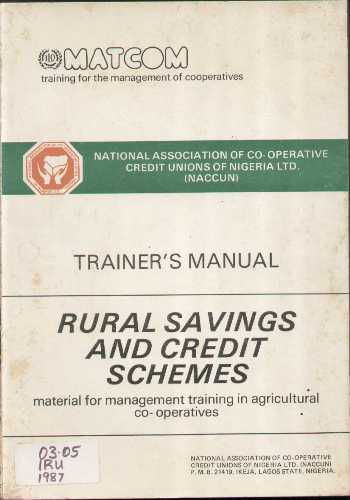 ILO MATCOM
training for the management of cooperatives
NATIONAL ASSOCIATION OF CO-OPERATIVE
CREDIT UNIONS OF NIGERIA LTD.
(NACCUN)
TRAINER'S MANUAL
RURAL SAVINGS
AND CREDIT
SCHEMES
material for management training in agricultural
co-operatives
03.05
IRU
1987
NATIONAL ASSOCIATION OF CO-OPERATIVE
CREDIT UNIONS OF NIGERIA LTD. (NACCUN)
P. M. B. 21419, IKEJA, LAGOS STATE, NIGERIA.